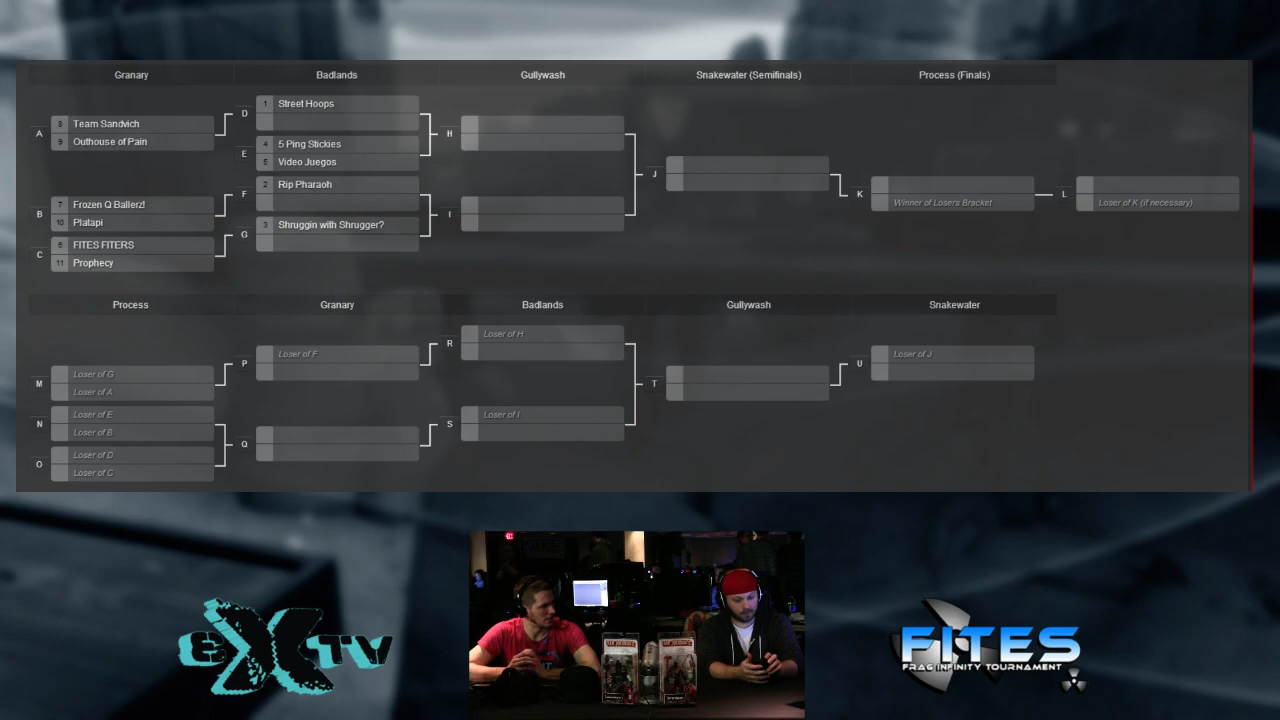 Granary Badlands Gullywash Snakewater (Semifinals) Process (Finals)
A
8 Team Sandvich
9 Outhouse of Pain
B
7 Frozen Q Ballerz!
10 Platapi
C
6 FITES FITERS
11 Prophecy
D
1 Street Hoops
E
4 5 Ping Stickies
5 Video Juegos
F
2 Rip Pharaoh
G
3 Shruggin with Shrugger?
H
I
J
K
Winner of Losers Bracket
L
Loser of K (if necessary)
Process Granary Badlands Gullywash Snakewater
M
Loser of G
Loser of A
N
Loser of E
Loser of B
O
Loser of D
Loser of C
P
Loser of F
Q
R
Loser of H
S
Loser of I
T
U
Loser of J
eXTV
FITES
FRAG INFINITY TOURNAMENT